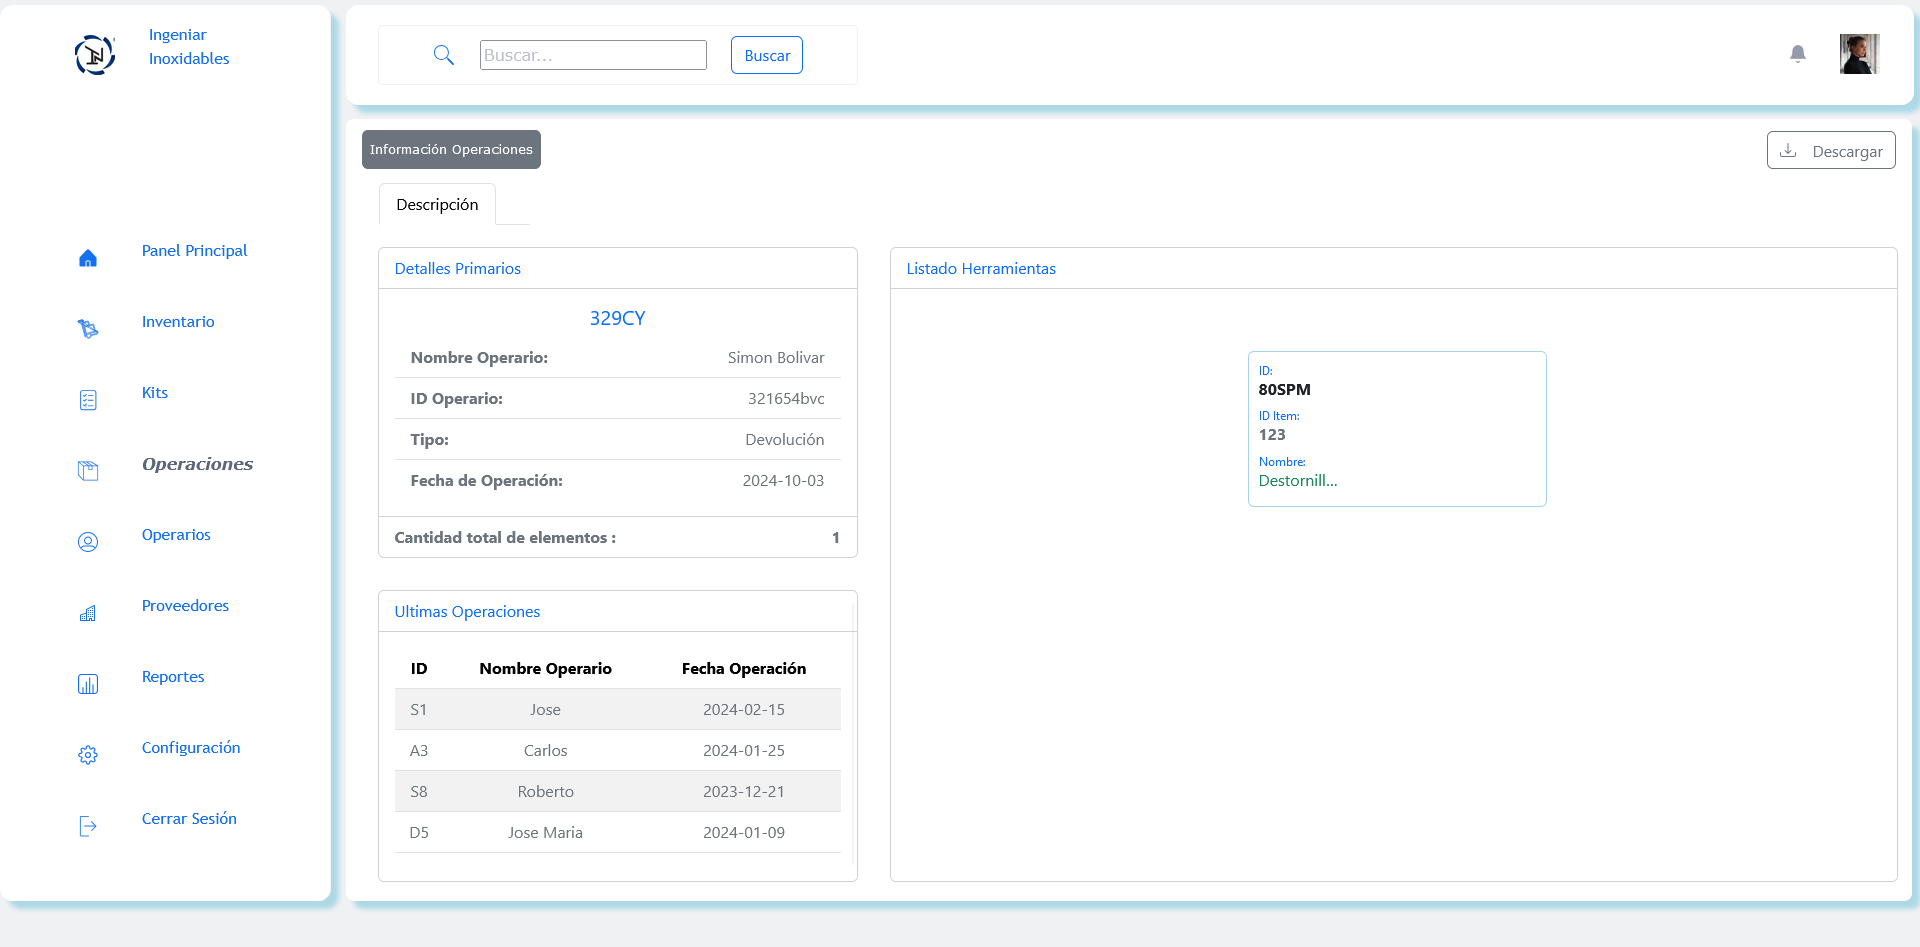 Ingeniar
Inoxidables
Panel Principal
Inventario
Kits
Operaciones
Operarios
Proveedores
Reportes
Configuración
Cerrar Sesión
Buscar...
Buscar
Información Operaciones
Descargar
Descripción
Detalles Primarios
329CY
Nombre Operario: Simon Bolivar
ID Operario: 321654bvc
Tipo: Devolución
Fecha de Operación: 2024-10-03
Cantidad total de elementos : 1
Ultimas Operaciones
ID Nombre Operario Fecha Operación
S1 Jose 2024-02-15
A3 Carlos 2024-01-25
S8 Roberto 2023-12-21
D5 Jose Maria 2024-01-09
Listado Herramientas
ID:
80SPM
ID Item:
123
Nombre:
Destornill...